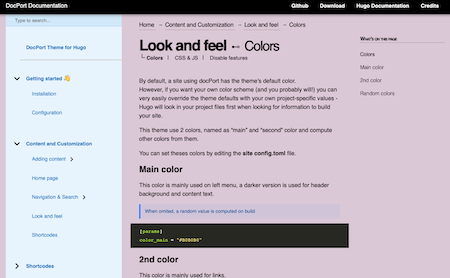 DocPort Documentation
Github
Download
Hugo Documentation
Credits
Type to search...
DocPort Theme for Hugo
Getting started 👋
Installation
Configuration
Content and Customization
Adding content
Home page
Navigation & Search
Look and feel
Shortcodes
Shortcodes
Home → Content and Customization → Look and feel → Colors
Look and feel ⊷ Colors
└ Colors | CSS & JS | Disable features
By default, a site using docPort has the theme's default color.
However, if you want your own color scheme (and you probably will!) you can
very easily override the theme defaults with your own project-specific values -
Hugo will look in your project files first when looking for information to build
your site.
This theme use 2 colors, named as "main" and "second" color and compute
other colors from them.
You can set theses colors by editing the site config.toml file.
Main color
This color is mainly used on left menu, a darker version is used for header
background and content text.
When omited, a random value is computed on build
[params]
color_main =
2nd color
This color is mainly used for links.
What's on this page
Colors
Main color
2nd color
Random colors